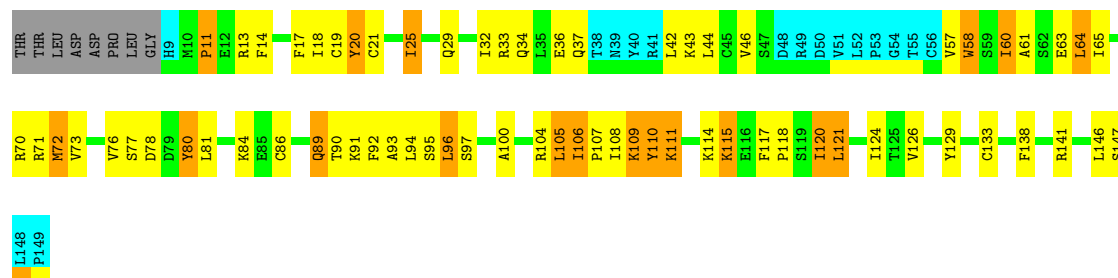 THR THR LEU ASP ASP PRO LEU GLY H9 M10 P11 E12 R13 F14 F17 I18 C19 Y20 C21 I25 Q29 I32 R33 Q34 L35 E36 Q37 T38 N39 Y40 R41 L42 K43 L44 C45 V46 S47 D48 R49 D50 V51 L52 P53 G54 T55 C56 V57 W58 S59 I60 A61 S62 E63 L64 I65
R70 R71 M72 V73 V76 S77 D78 D79 Y80 L81 K84 E85 C86 Q89 T90 K91 F92 A93 L94 S95 L96 S97 A100 R104 L105 I106 P107 I108 K109 Y110 K111 K114 K115 E116 F117 P118 S119 I120 L121 I124 T125 V126 Y129 C133 F138 R141 L146 S147
L148 P149